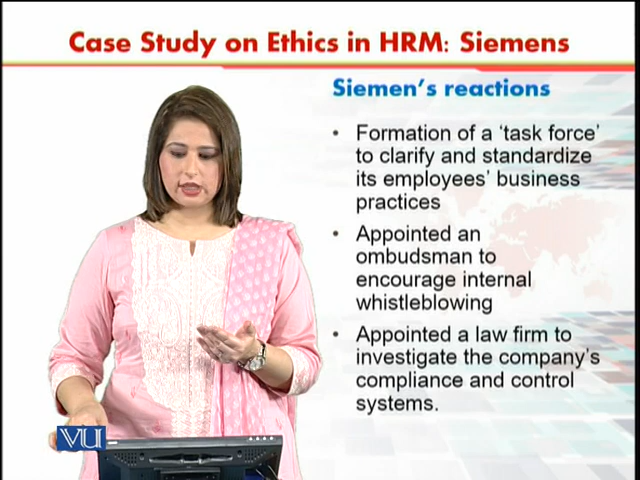 Case Study on Ethics in HRM: Siemens
Siemen's reactions
• Formation of a 'task force'
to clarify and standardize
its employees' business
practices
• Appointed an
ombudsman to
encourage internal
whistleblowing
• Appointed a law firm to
investigate the company's
compliance and control
systems.
VU